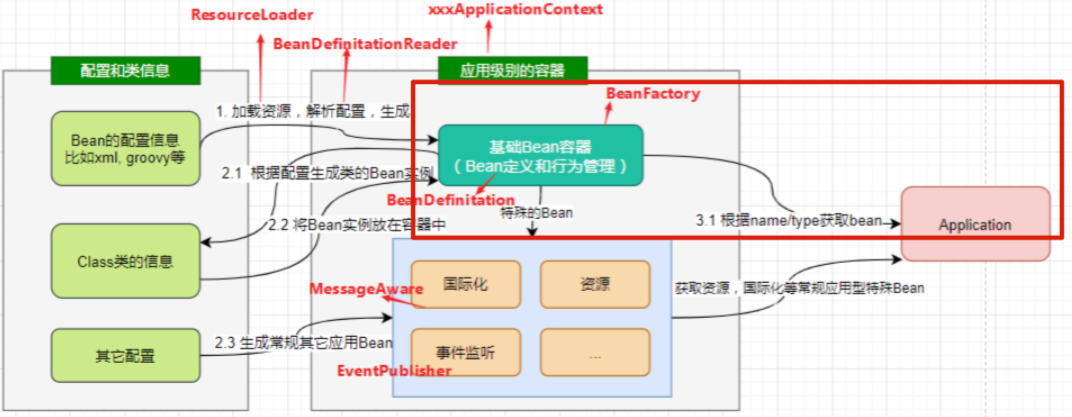 ResourceLoader
xxxApplicationContext
BeanDefinitationReader
配置和类信息
应用级别的容器
BeanFactory
1. 加载资源，解析配置，生成
Bean的配置信息
比如xml, groovy等
基础Bean容器
（Bean定义和行为管理）
2.1 根据配置生成类的Bean实例
BeanDefinitation
特殊的Bean
2.2 将Bean实例放在容器中
3.1 根据name/type获取bean
Application
Class类的信息
国际化
资源
MessageAware
获取资源，国际化等常规应用型特殊Bean
2.3 生成常规其它应用Bean
其它配置
事件监听
...
EventPublisher